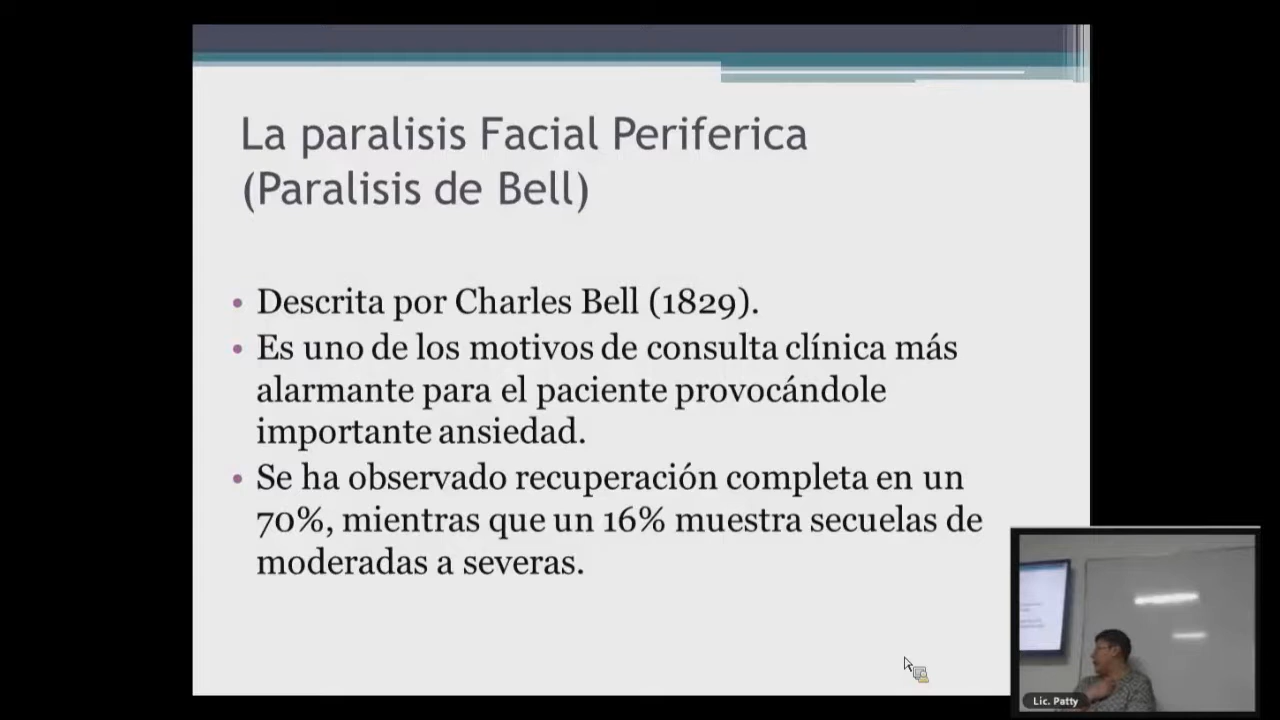 La paralisis Facial Periferica
(Paralisis de Bell)
• Descrita por Charles Bell (1829).
• Es uno de los motivos de consulta clínica más
alarmante para el paciente provocándole
importante ansiedad.
• Se ha observado recuperación completa en un
70%, mientras que un 16% muestra secuelas de
moderadas a severas.
Lic. Patty